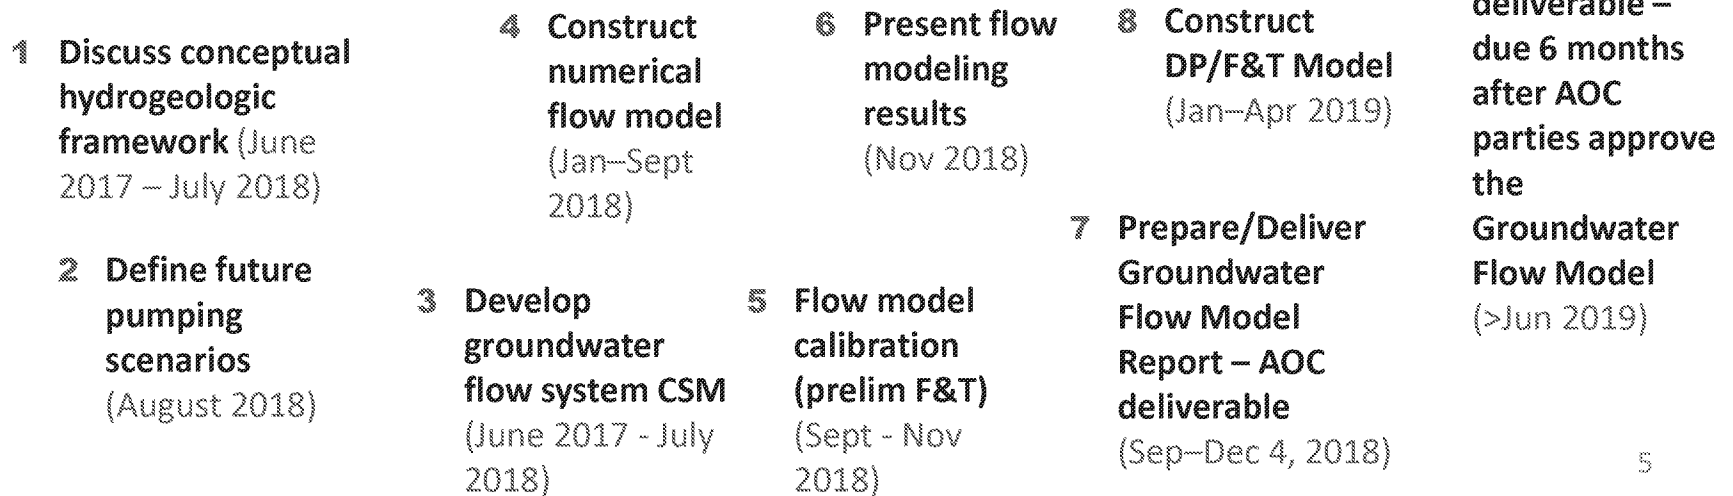 1 Discuss conceptual
hydrogeologic
framework (June
2017 – July 2018)
2 Define future
pumping
scenarios
(August 2018)
3 Develop
groundwater
flow system CSM
(June 2017 - July
2018)
4 Construct
numerical
flow model
(Jan–Sept
2018)
5 Flow model
calibration
(prelim F&T)
(Sept - Nov
2018)
6 Present flow
modeling
results
(Nov 2018)
7 Prepare/Deliver
Groundwater
Flow Model
Report – AOC
deliverable
(Sep–Dec 4, 2018)
8 Construct
DP/F&T Model
(Jan–Apr 2019)
deliverable –
due 6 months
after AOC
parties approve
the
Groundwater
Flow Model
(>Jun 2019)
5